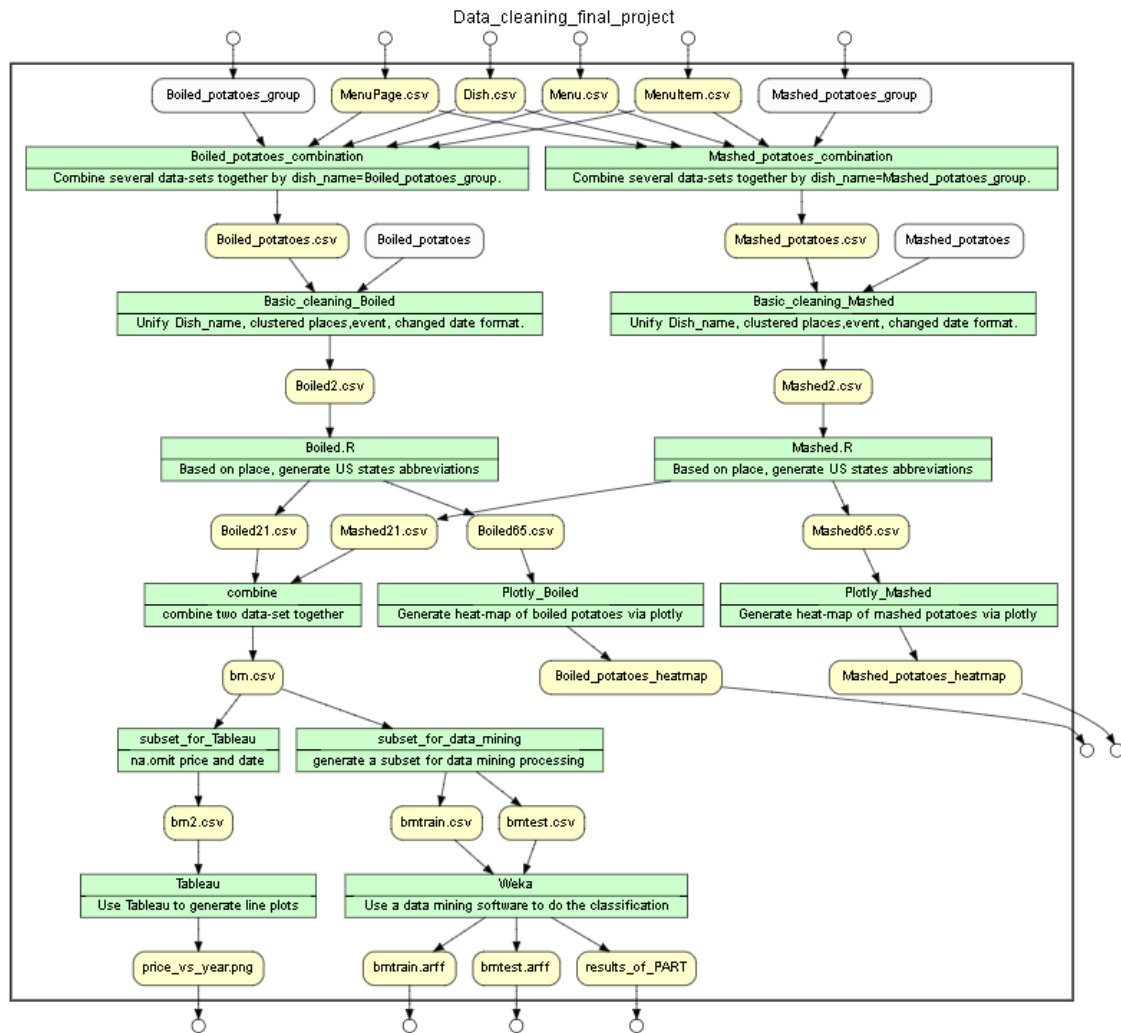 Data_cleaning_final_project
Boiled_potatoes_group
MenuPage.csv
Dish.csv
Menu.csv
MenuItem.csv
Mashed_potatoes_group
Boiled_potatoes_combination
Combine several data-sets together by dish_name=Boiled_potatoes_group.
Mashed_potatoes_combination
Combine several data-sets together by dish_name=Mashed_potatoes_group.
Boiled_potatoes.csv
Boiled_potatoes
Mashed_potatoes.csv
Mashed_potatoes
Basic_cleaning_Boiled
Unify Dish_name, clustered places,event, changed date format.
Basic_cleaning_Mashed
Unify Dish_name, clustered places,event, changed date format.
Boiled2.csv
Mashed2.csv
Boiled.R
Based on place, generate US states abbreviations
Mashed.R
Based on place, generate US states abbreviations
Boiled21.csv
Mashed21.csv
Boiled65.csv
Mashed65.csv
combine
combine two data-set together
Plotly_Boiled
Generate heat-map of boiled potatoes via plotly
Plotly_Mashed
Generate heat-map of mashed potatoes via plotly
bm.csv
Boiled_potatoes_heatmap
Mashed_potatoes_heatmap
subset_for_Tableau
na.omit price and date
subset_for_data_mining
generate a subset for data mining processing
bm2.csv
bmtrain.csv
bmtest.csv
Tableau
Use Tableau to generate line plots
Weka
Use a data mining software to do the classification
price_vs_year.png
bmtrain.arff
bmtest.arff
results_of_PART